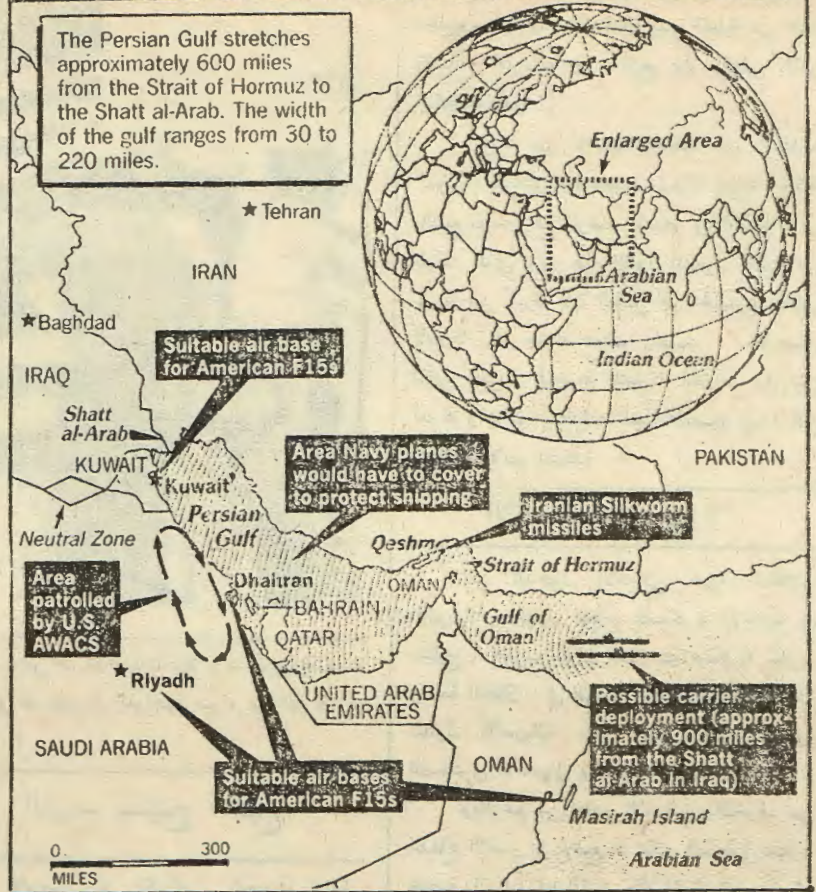 The Persian Gulf stretches
approximately 600 miles
from the Strait of Hormuz to
the Shatt al-Arab. The width
of the gulf ranges from 30 to
220 miles.
Enlarged Area
Arabian
Sea
Indian Ocean
Tehran
IRAN
Baghdad
IRAQ
Suitable air base
for American F15s
Shatt
al-Arab
KUWAIT
Kuwait
Neutral Zone
Persian
Gulf
Area Navy planes
would have to cover
to protect shipping
PAKISTAN
Iranian Silkworm
missiles
Qeshm
Strait of Hormuz
OMAN
Gulf of
Oman
Area
patrolled
by U.S.
AWACS
Dhahran
BAHRAIN
QATAR
Riyadh
UNITED ARAB
EMIRATES
Possible carrier
deployment (approx-
imately 900 miles
from the Shatt
al Arab in Iraq)
SAUDI ARABIA
Suitable air bases
for American F15s
OMAN
Masirah Island
Arabian Sea
0 300
MILES